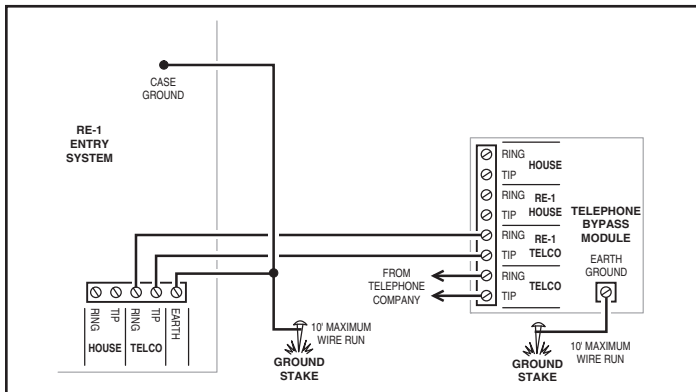 CASE
GROUND
RE-1
ENTRY
SYSTEM
RING
TIP
RING
TIP
EARTH
HOUSE
TELCO
10' MAXIMUM
WIRE RUN
GROUND
STAKE
FROM
TELEPHONE
COMPANY
RING
HOUSE
TIP
RING
RE-1
HOUSE
TIP
RING
RE-1
TELCO
TIP
RING
TELCO
TIP
TELEPHONE
BYPASS
MODULE
EARTH
GROUND
10' MAXIMUM
WIRE RUN
GROUND
STAKE